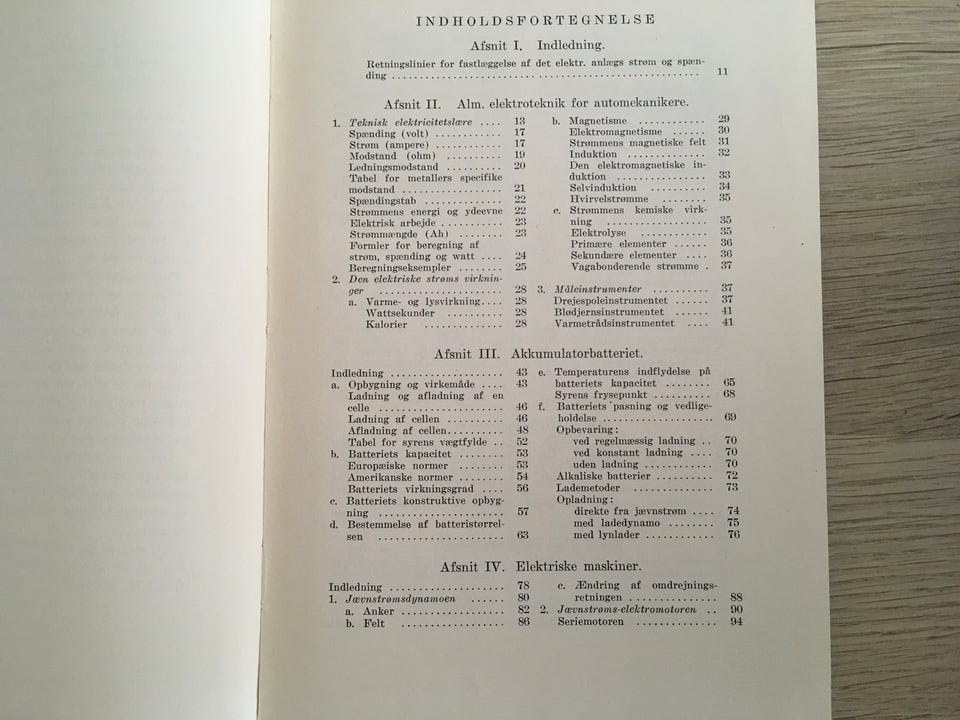 INDHOLDSFORTEGNELSE
Afsnit I. Indledning.
Retningslinier for fastlæggelse af det elektr. anlægs strøm og spæn-
ding ........ 11
Afsnit II. Alm. elektroteknik for automekanikere.
1. Teknisk elektricitetslære .... 13
Spænding (volt) ............ 17
Strøm (ampere) ............ 17
Modstand (ohm) .......... 19
Ledningsmodstand .......... 20
Tabel for metallers specifike
modstand .................. 21
Spændingstab .............. 22
Strømmens energi og ydeevne 22
Elektrisk arbejde ........... 23
Strømmængde (Ah) ........ 23
Formler for beregning af
strøm, spænding og watt .... 24
Beregningseksempler ........ 25
2. Den elektriske strøms virknin-
ger ...................... 28
a. Varme- og lysvirkning.... 28
Wattsekunder .......... 28
Kalorier .............. 28
b. Magnetisme ............ 29
Elektromagnetisme ...... 30
Strømmens magnetiske felt 31
Induktion .............. 32
Den elektromagnetiske in-
duktion ................ 33
Selvinduktion .......... 34
Hvirvelstrømme ........ 35
c. Strømmens kemiske virk-
ning .................. 35
Elektrolyse ............ 35
Primære elementer ...... 36
Sekundære elementer .... 36
Vagabonderende strømme . 37
3. Måleinstrumenter .......... 37
Drejespoleinstrumentet ...... 37
Blødjernsinstrumentet ...... 41
Varmetrådsinstrumentet .... 41
Afsnit III. Akkumulatorbatteriet.
Indledning .................... 43
a. Opbygning og virkemåde .... 43
Ladning og afladning af en
celle ...................... 46
Ladning af cellen ........... 46
Afladning af cellen.......... 48
Tabel for syrens vægtfylde .. 52
b. Batteriets kapacitet ........ 53
Europæiske normer ........ 53
Amerikanske normer ........ 54
Batteriets virkningsgrad .... 56
c. Batteriets konstruktive opbyg-
ning ...................... 57
d. Bestemmelse af batteristørrel-
sen ...................... 63
e. Temperaturens indflydelse på
batteriets kapacitet ........ 65
Syrens frysepunkt .......... 68
f. Batteriets pasning og vedlige-
holdelse .................... 69
Opbevaring:
ved regelmæssig ladning .. 70
ved konstant ladning .... 70
uden ladning ............ 70
Alkaliske batterier .......... 72
Lademetoder .............. 73
Opladning:
direkte fra jævnstrøm .... 74
med ladedynamo ........ 75
med lynlader ............ 76
Afsnit IV. Elektriske maskiner.
Indledning .................... 78
1. Jævnstrømsdynamoen ...... 80
a. Anker .................. 82
b. Felt .................. 86
c. Ændring af omdrejnings-
retningen ................ 88
2. Jævnstrøms-elektromotoren .. 90
Seriemotoren .............. 94